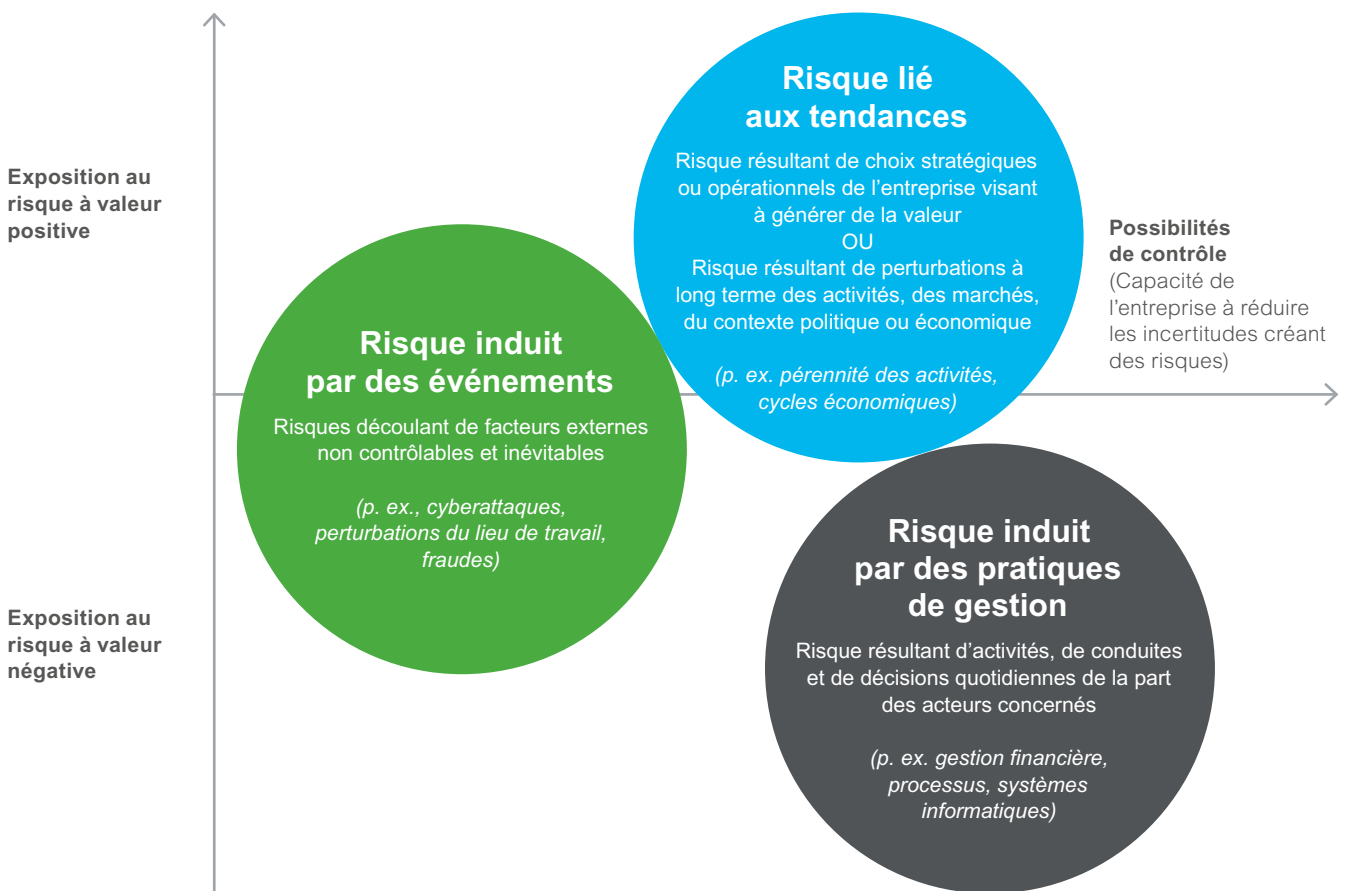 Exposition au
risque à valeur
positive
Risque lié
aux tendances
Risque résultant de choix stratégiques
ou opérationnels de l’entreprise visant
à générer de la valeur
OU
Risque résultant de perturbations à
long terme des activités, des marchés,
du contexte politique ou économique
(p. ex. pérennité des activités,
cycles économiques)
Possibilités
de contrôle
(Capacité de
l’entreprise à réduire
les incertitudes créant
des risques)
Risque induit
par des événements
Risques découlant de facteurs externes
non contrôlables et inévitables
(p. ex., cyberattaques,
perturbations du lieu de travail,
fraudes)
Exposition au
risque à valeur
négative
Risque induit
par des pratiques
de gestion
Risque résultant d’activités, de conduites
et de décisions quotidiennes de la part
des acteurs concernés
(p. ex. gestion financière,
processus, systèmes
informatiques)